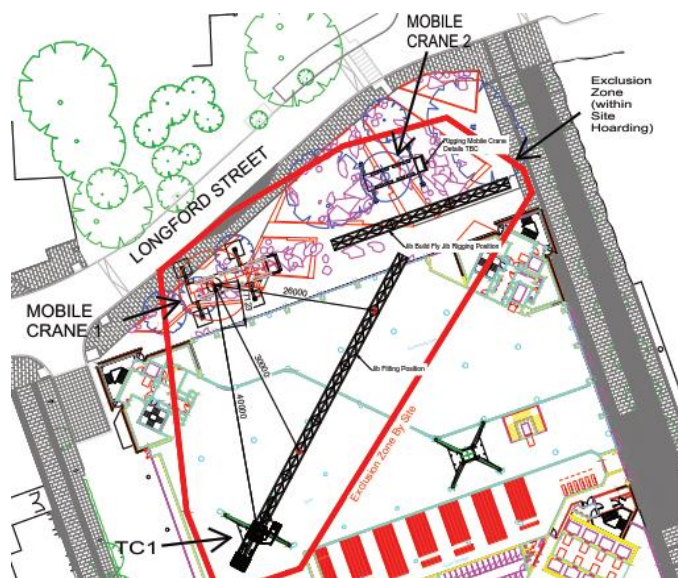 MOBILE
CRANE 2
Exclusion
Zone
(within
Site
Hoarding)
Rigging Mobile Crane
Details TBC
LONGFORD STREET
Jib Build Fly Jib Rigging Position
MOBILE
CRANE 1
26000
30000
40000
Jib Fitting Position
Exclusion Zone By Site
TC1